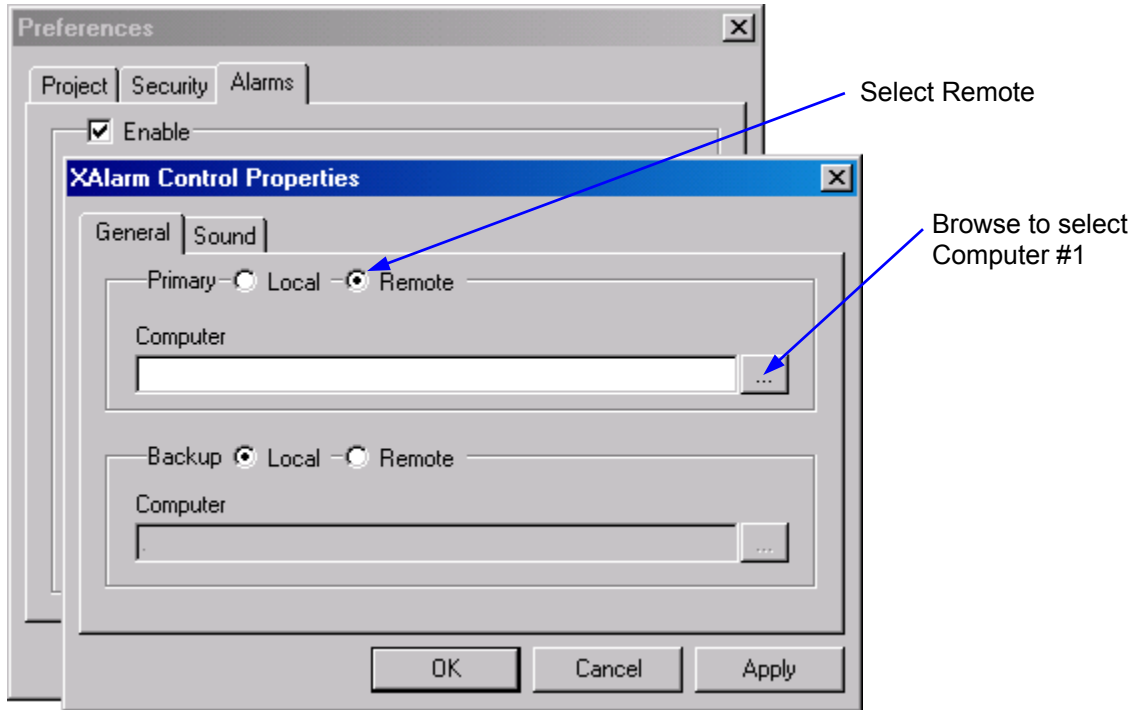 Preferences
Project Security Alarms
Select Remote
Enable
XAlarm Control Properties
General Sound
Browse to select
Computer #1
Primary Local Remote
Computer
...
Backup Local Remote
Computer
. ...
OK Cancel Apply